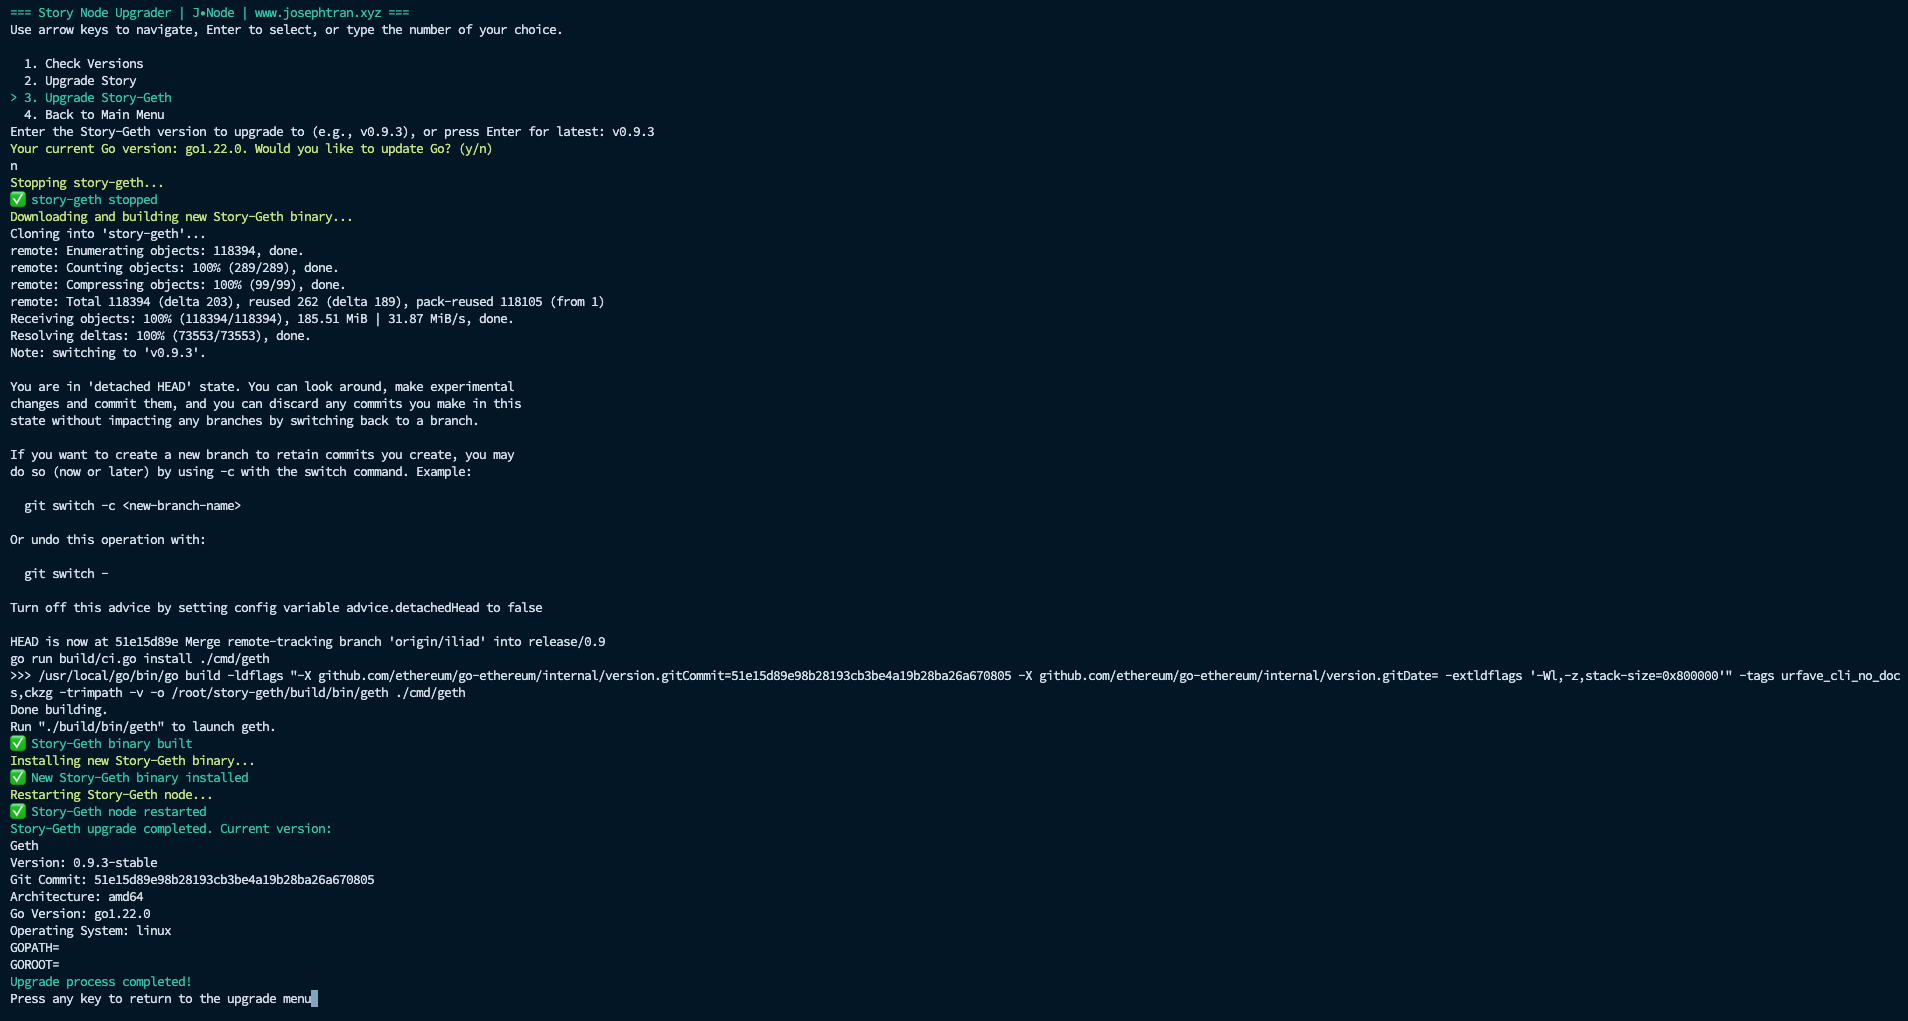 === Story Node Upgrader | J•Node | www.josephtran.xyz ===
Use arrow keys to navigate, Enter to select, or type the number of your choice.
1. Check Versions
2. Upgrade Story
> 3. Upgrade Story-Geth
4. Back to Main Menu
Enter the Story-Geth version to upgrade to (e.g., v0.9.3), or press Enter for latest: v0.9.3
Your current Go version: go1.22.0. Would you like to update Go? (y/n)
n
Stopping story-geth...
✅ story-geth stopped
Downloading and building new Story-Geth binary...
Cloning into 'story-geth'...
remote: Enumerating objects: 118394, done.
remote: Counting objects: 100% (289/289), done.
remote: Compressing objects: 100% (99/99), done.
remote: Total 118394 (delta 203), reused 262 (delta 189), pack-reused 118105 (from 1)
Receiving objects: 100% (118394/118394), 185.51 MiB | 31.87 MiB/s, done.
Resolving deltas: 100% (73553/73553), done.
Note: switching to 'v0.9.3'.
You are in 'detached HEAD' state. You can look around, make experimental
changes and commit them, and you can discard any commits you make in this
state without impacting any branches by switching back to a branch.
If you want to create a new branch to retain commits you create, you may
do so (now or later) by using -c with the switch command. Example:
git switch -c <new-branch-name>
Or undo this operation with:
git switch -
Turn off this advice by setting config variable advice.detachedHead to false
HEAD is now at 51e15d89e Merge remote-tracking branch 'origin/iliad' into release/0.9
go run build/ci.go install ./cmd/geth
>>> /usr/local/go/bin/go build -ldflags "-X github.com/ethereum/go-ethereum/internal/version.gitCommit=51e15d89e98b28193cb3be4a19b28ba26a670805 -X github.com/ethereum/go-ethereum/internal/version.gitDate= -extldflags '-Wl,-z,stack-size=0x800000'" -tags urfave_cli_no_doc
s,ckzg -trimpath -v -o /root/story-geth/build/bin/geth ./cmd/geth
Done building.
Run "./build/bin/geth" to launch geth.
✅ Story-Geth binary built
Installing new Story-Geth binary...
✅ New Story-Geth binary installed
Restarting Story-Geth node...
✅ Story-Geth node restarted
Story-Geth upgrade completed. Current version:
Geth
Version: 0.9.3-stable
Git Commit: 51e15d89e98b28193cb3be4a19b28ba26a670805
Architecture: amd64
Go Version: go1.22.0
Operating System: linux
GOPATH=
GOROOT=
Upgrade process completed!
Press any key to return to the upgrade menu